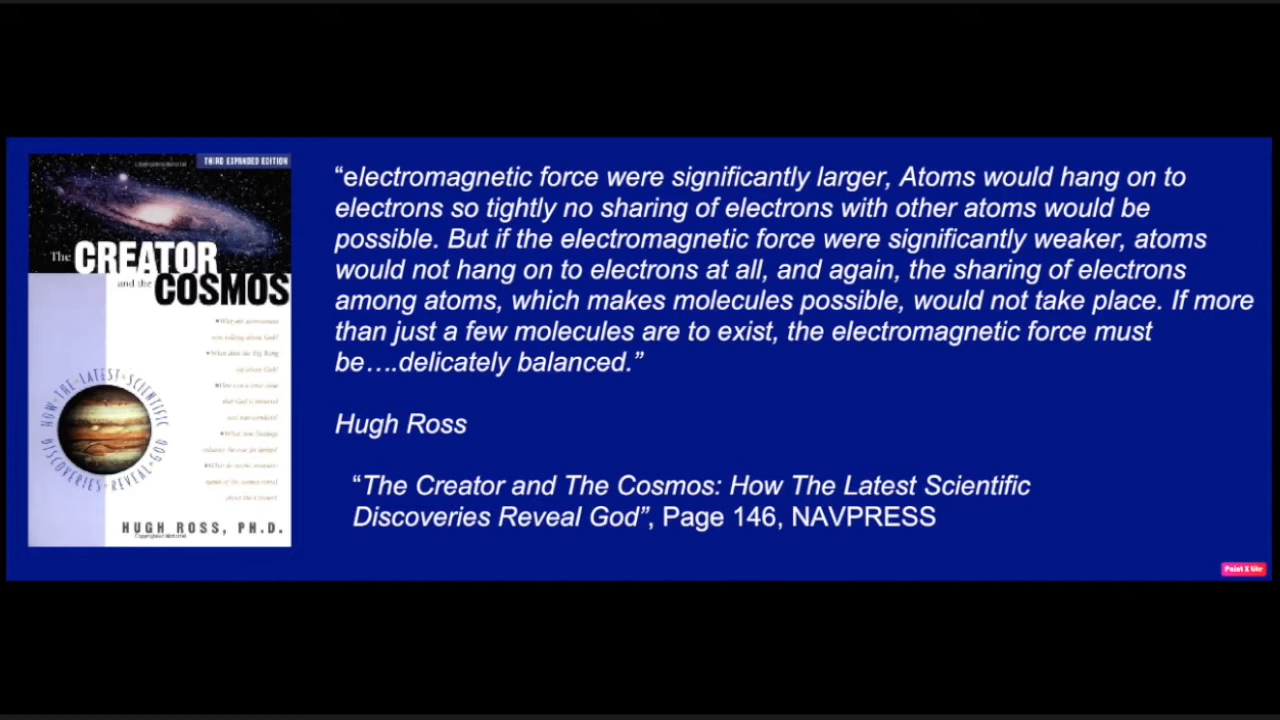 THIRD EXPANDED EDITION
The CREATOR
and the COSMOS
HOW·THE·LATEST·SCIENTIFIC
DISCOVERIES·REVEAL·GOD
HUGH ROSS, PH.D.
Copyrighted Material
“electromagnetic force were significantly larger, Atoms would hang on to
electrons so tightly no sharing of electrons with other atoms would be
possible. But if the electromagnetic force were significantly weaker, atoms
would not hang on to electrons at all, and again, the sharing of electrons
among atoms, which makes molecules possible, would not take place. If more
than just a few molecules are to exist, the electromagnetic force must
be….delicately balanced.”
Hugh Ross
“The Creator and The Cosmos: How The Latest Scientific
Discoveries Reveal God”, Page 146, NAVPRESS
Paint X Lite